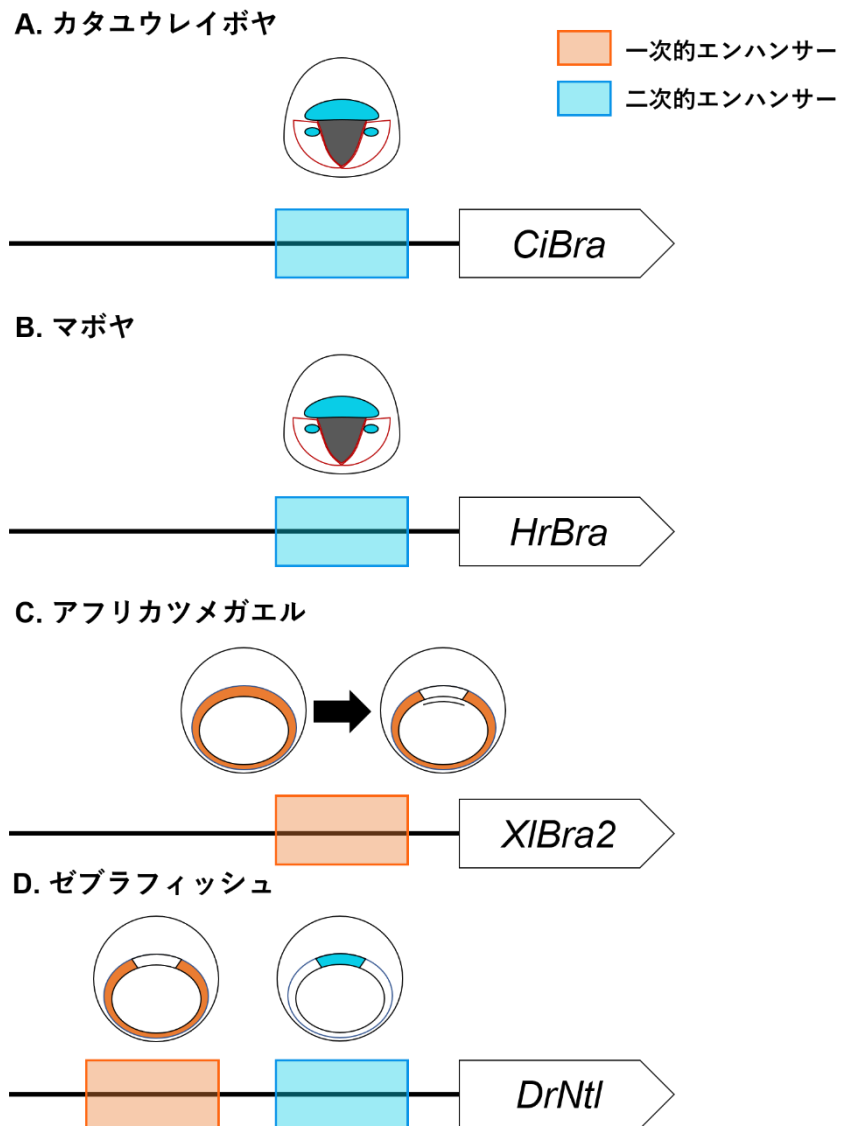 A. カタユウレイボヤ
一次的エンハンサー
二次的エンハンサー
CiBra
B. マボヤ
HrBra
C. アフリカツメガエル
XlBra2
D. ゼブラフィッシュ
DrNtl